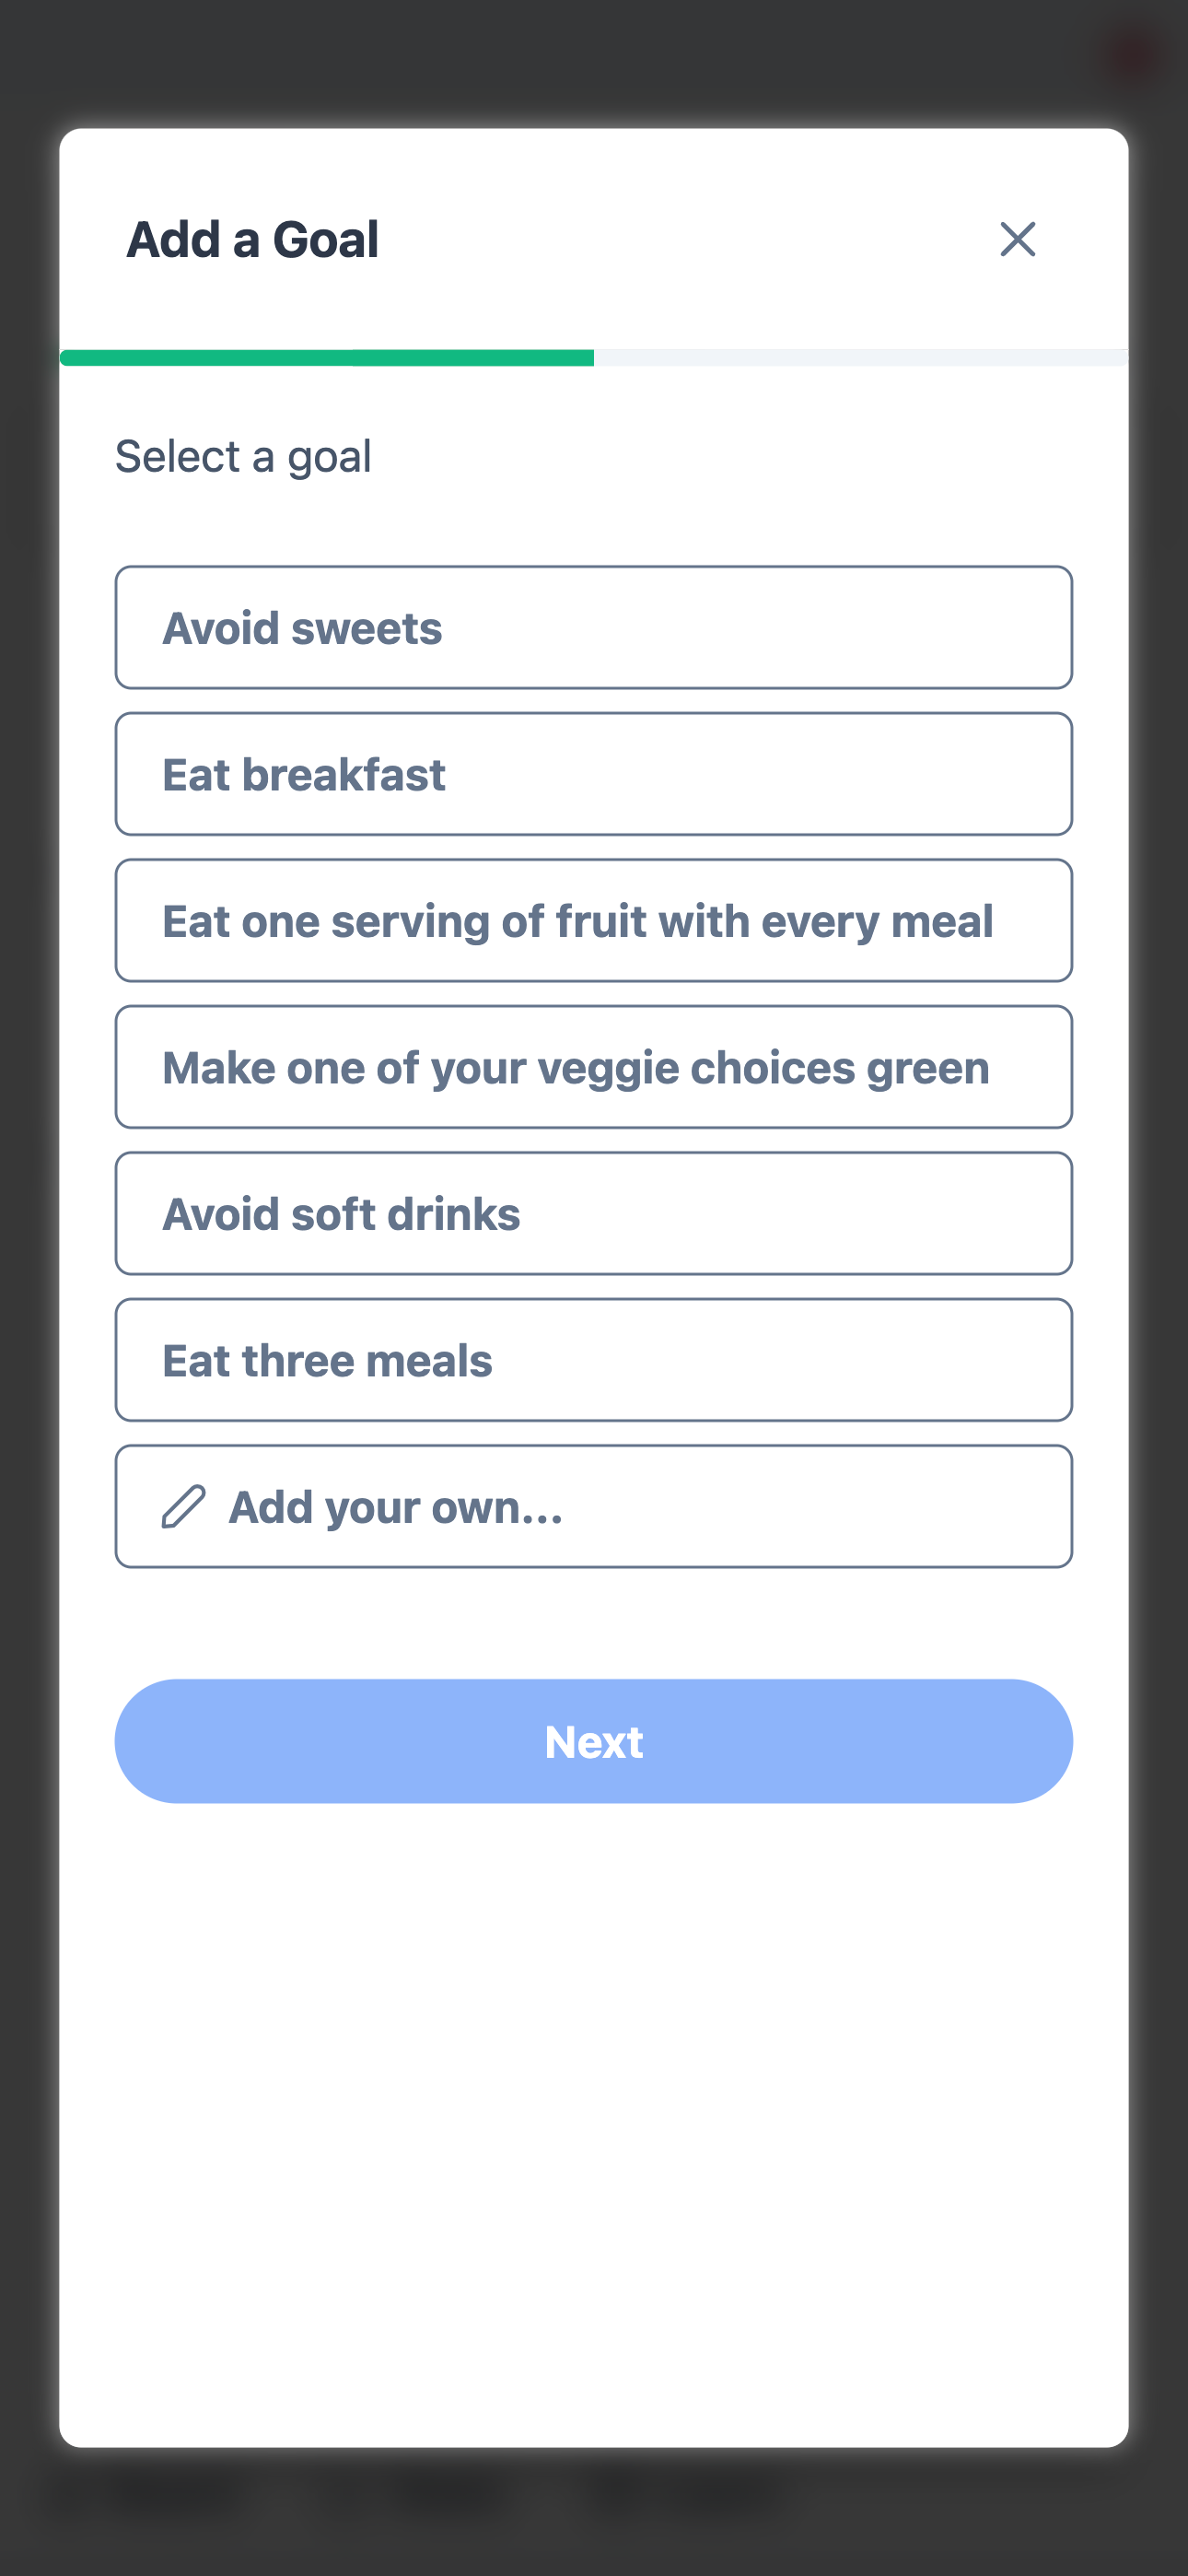 Add a Goal
Select a goal
Avoid sweets
Eat breakfast
Eat one serving of fruit with every meal
Make one of your veggie choices green
Avoid soft drinks
Eat three meals
Add your own...
Next